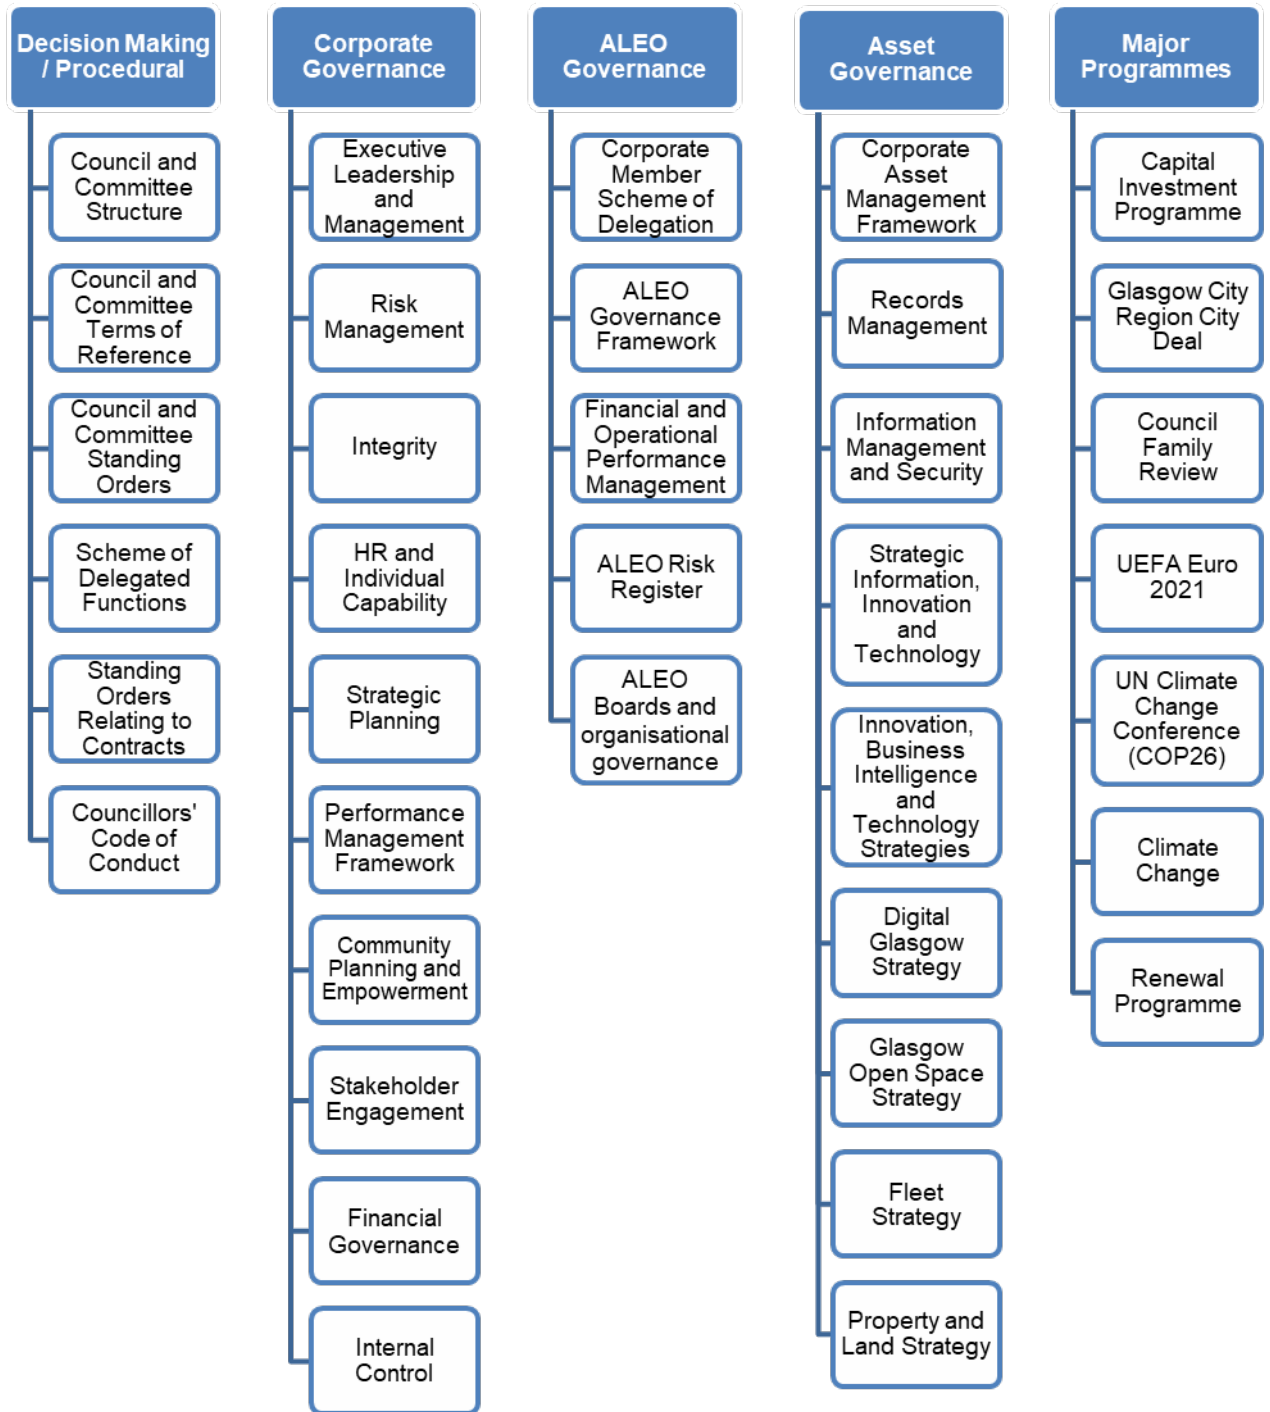 Decision Making
/ Procedural
Council and
Committee
Structure
Council and
Committee
Terms of
Reference
Council and
Committee
Standing
Orders
Scheme of
Delegated
Functions
Standing
Orders
Relating to
Contracts
Councillors'
Code of
Conduct
Corporate
Governance
Executive
Leadership
and
Management
Risk
Management
Integrity
HR and
Individual
Capability
Strategic
Planning
Performance
Management
Framework
Community
Planning and
Empowerment
Stakeholder
Engagement
Financial
Governance
Internal
Control
ALEO
Governance
Corporate
Member
Scheme of
Delegation
ALEO
Governance
Framework
Financial and
Operational
Performance
Management
ALEO Risk
Register
ALEO
Boards and
organisational
governance
Asset
Governance
Corporate
Asset
Management
Framework
Records
Management
Information
Management
and Security
Strategic
Information,
Innovation
and
Technology
Innovation,
Business
Intelligence
and
Technology
Strategies
Digital
Glasgow
Strategy
Glasgow
Open Space
Strategy
Fleet
Strategy
Property and
Land Strategy
Major
Programmes
Capital
Investment
Programme
Glasgow City
Region City
Deal
Council
Family
Review
UEFA Euro
2021
UN Climate
Change
Conference
(COP26)
Climate
Change
Renewal
Programme